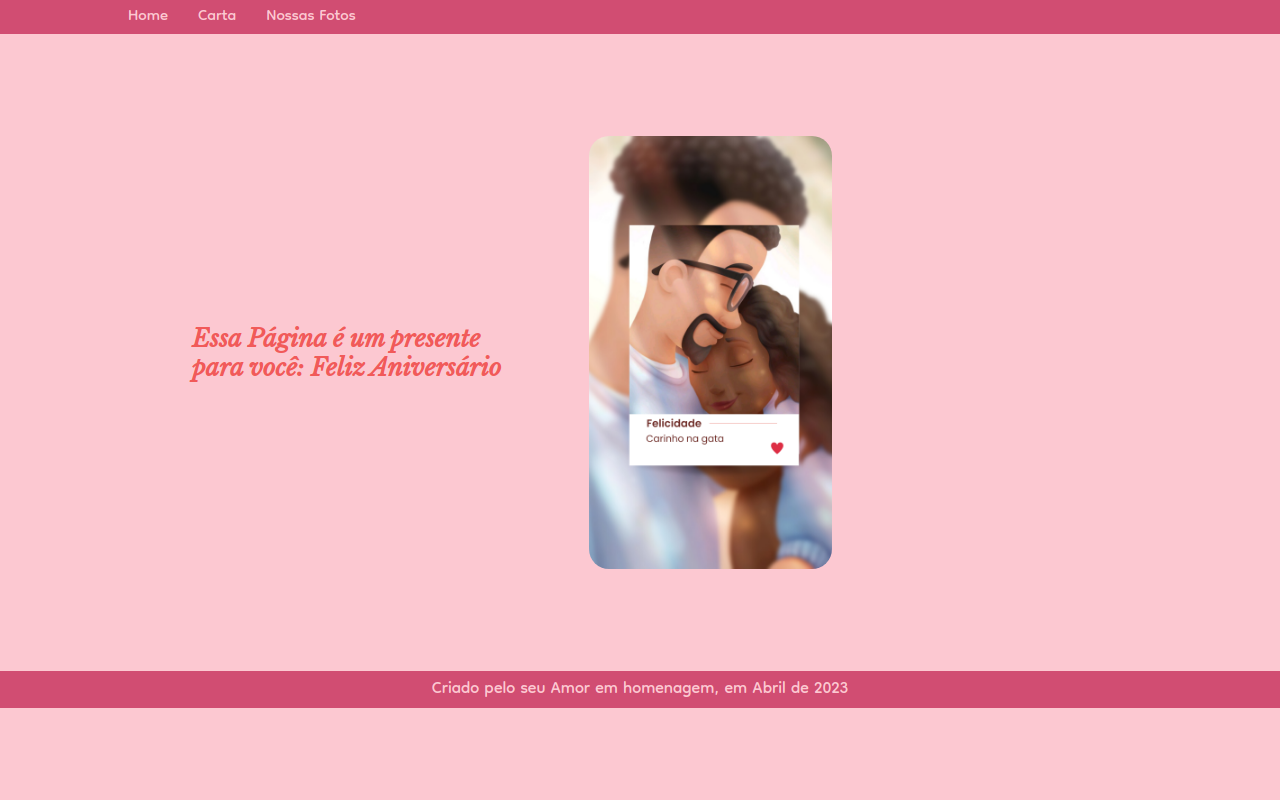 Home Carta Nossas Fotos
Essa Página é um presente
para você: Feliz Aniversário
Felicidade
Carinho na gata
Criado pelo seu Amor em homenagem, em Abril de 2023